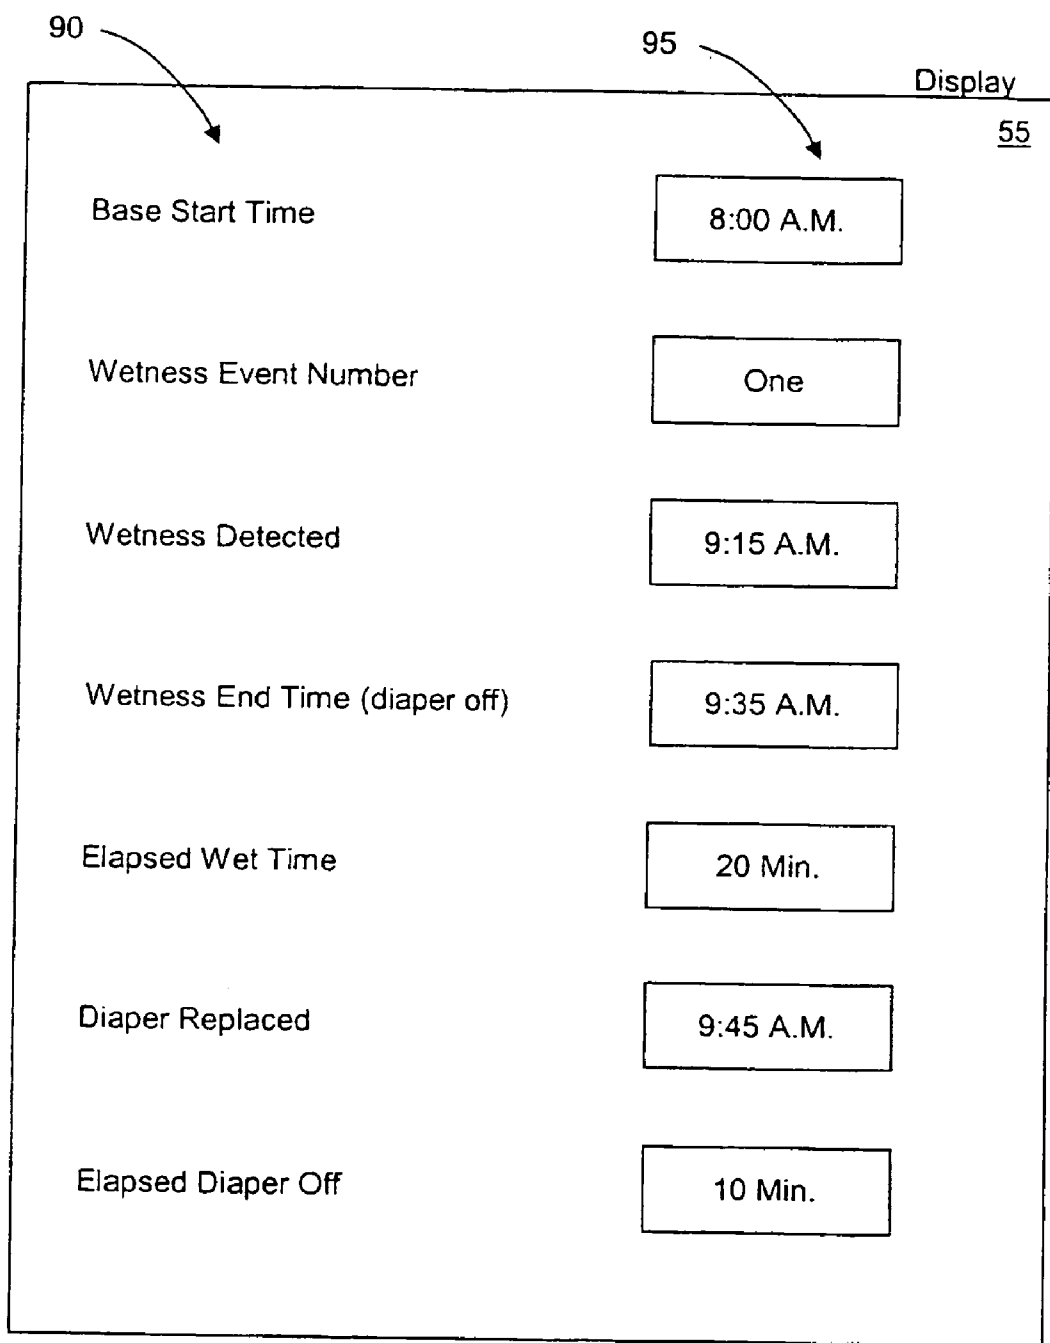 90
95
Display
55
Base Start Time 8:00 A.M.
Wetness Event Number One
Wetness Detected 9:15 A.M.
Wetness End Time (diaper off) 9:35 A.M.
Elapsed Wet Time 20 Min.
Diaper Replaced 9:45 A.M.
Elapsed Diaper Off 10 Min.